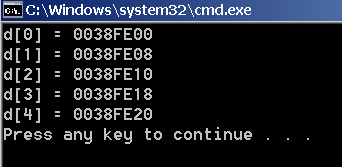 C:\Windows\system32\cmd.exe
d[0] = 0038FE00
d[1] = 0038FE08
d[2] = 0038FE10
d[3] = 0038FE18
d[4] = 0038FE20
Press any key to continue . . .